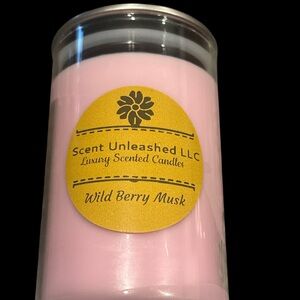 Scent Unleashed LLC
Luxury Scented Candles
Wild Berry Musk